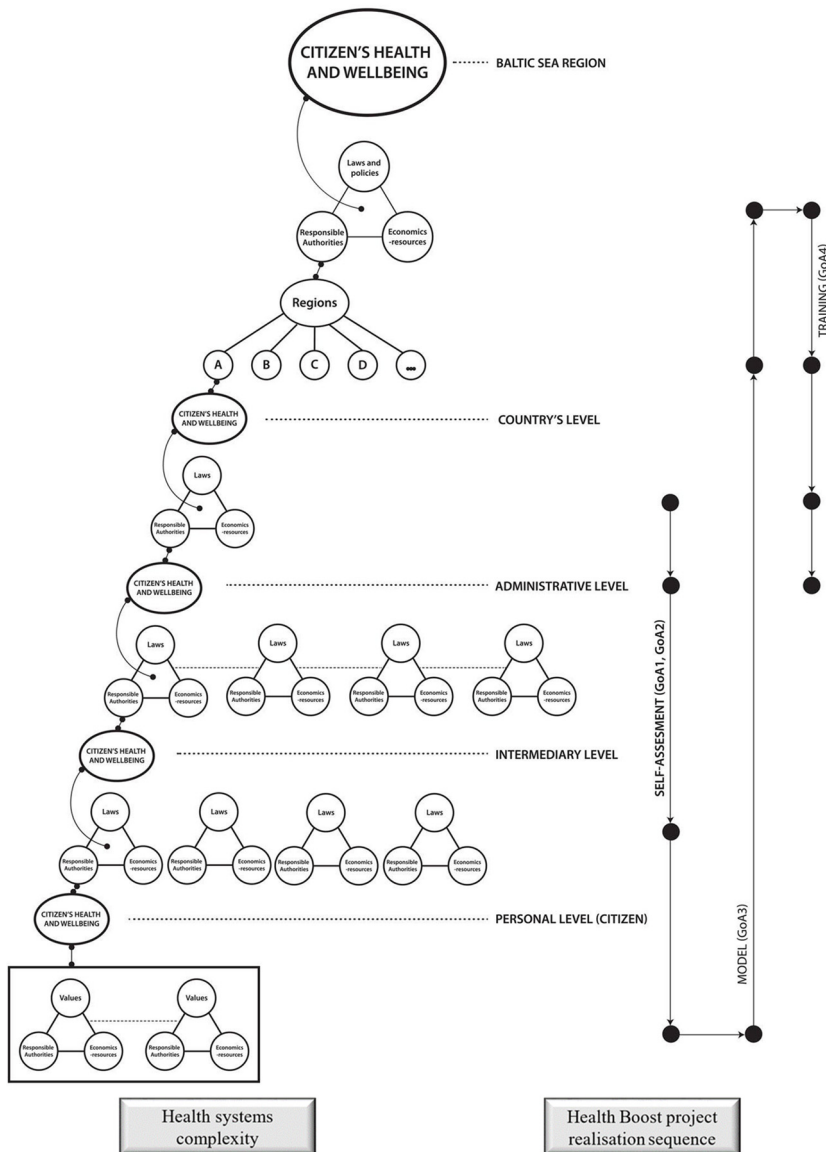 CITIZEN'S HEALTH
AND WELLBEING
BALTIC SEA REGION
Laws and
policies
Responsible
Authorities
Economics
-resources
Regions
A
B
C
D
...
CITIZEN'S HEALTH
AND WELLBEING
COUNTRY'S LEVEL
Laws
Responsible
Authorities
Economics
-resources
CITIZEN'S HEALTH
AND WELLBEING
ADMINISTRATIVE LEVEL
Laws
Responsible
Authorities
Economics
-resources
Laws
Responsible
Authorities
Economics
-resources
Laws
Responsible
Authorities
Economics
-resources
Laws
Responsible
Authorities
Economics
-resources
CITIZEN'S HEALTH
AND WELLBEING
INTERMEDIARY LEVEL
Laws
Responsible
Authorities
Economics
-resources
Laws
Responsible
Authorities
Economics
-resources
Laws
Responsible
Authorities
Economics
-resources
Laws
Responsible
Authorities
Economics
-resources
CITIZEN'S HEALTH
AND WELLBEING
PERSONAL LEVEL (CITIZEN)
Values
Responsible
Authorities
Economics
-resources
Values
Responsible
Authorities
Economics
-resources
Health systems
complexity
SELF-ASSESMENT (GoA1, GoA2)
MODEL (GoA3)
TRAINING (GoA4)
Health Boost project
realisation sequence